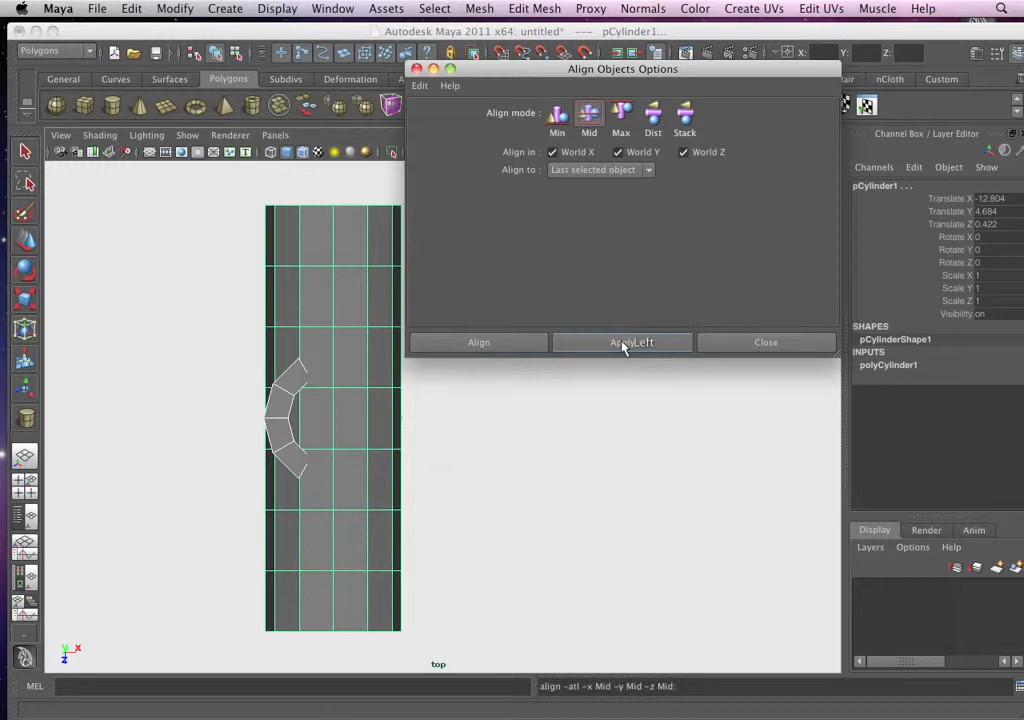 Maya File Edit Modify Create Display Window Assets Select Mesh Edit Mesh Proxy Normals Color Create UVs Edit UVs Muscle Help
Autodesk Maya 2011 x64: untitled* --- pCylinder1...
Polygons
X: Y: Z:
General Curves Surfaces Polygons Subdivs Deformation
nCloth Custom
Align Objects Options
Edit Help
Align mode :
Min Mid Max Dist Stack
Align in : World X World Y World Z
Align to : Last selected object
Align Left Close
View Shading Lighting Show Renderer Panels
Channel Box / Layer Editor
Channels Edit Object Show
pCylinder1 . . .
Translate X -12.804
Translate Y 4.684
Translate Z 0.422
Rotate X 0
Rotate Y 0
Rotate Z 0
Scale X 1
Scale Y 1
Scale Z 1
Visibility on
SHAPES
pCylinderShape1
INPUTS
polyCylinder1
Display Render Anim
Layers Options Help
y x
z
top
MEL align -atl -x Mid -y Mid -z Mid;